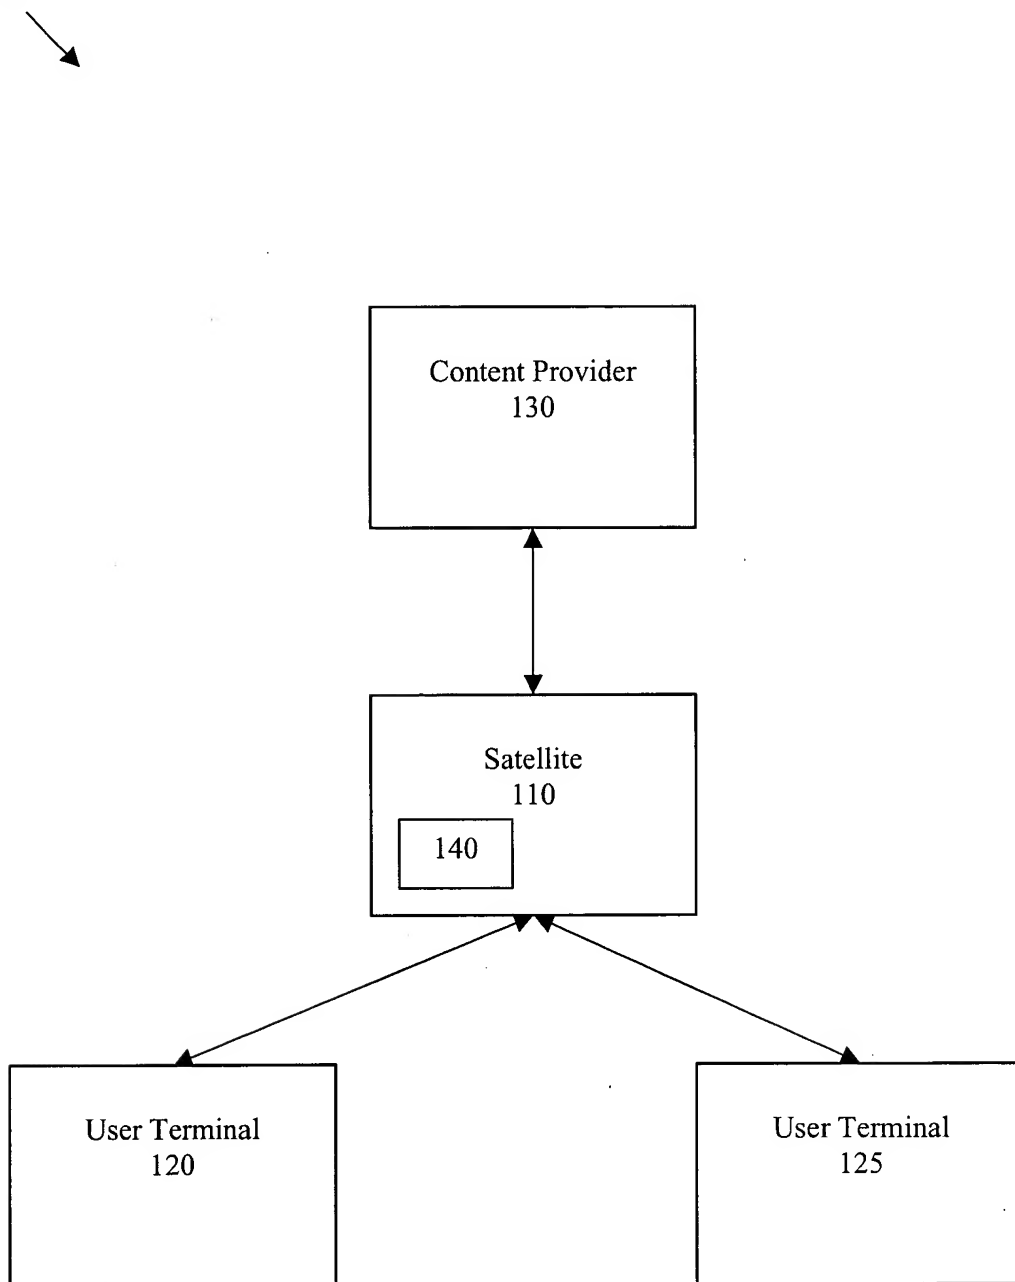 Content Provider
130
Satellite
110
140
User Terminal
120
User Terminal
125